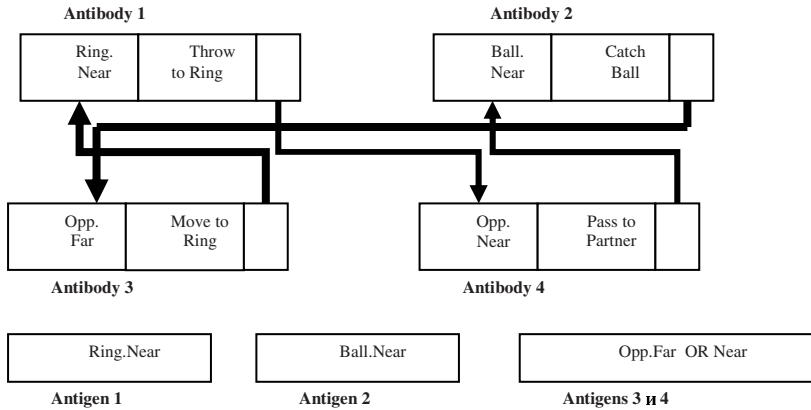 Antibody 1
Antibody 2
Ring. Near
Throw to Ring
Ball. Near
Catch Ball
Opp. Far
Move to Ring
Opp. Near
Pass to Partner
Antibody 3
Antibody 4
Ring.Near
Ball.Near
Opp.Far OR Near
Antigen 1
Antigen 2
Antigens 3 и 4